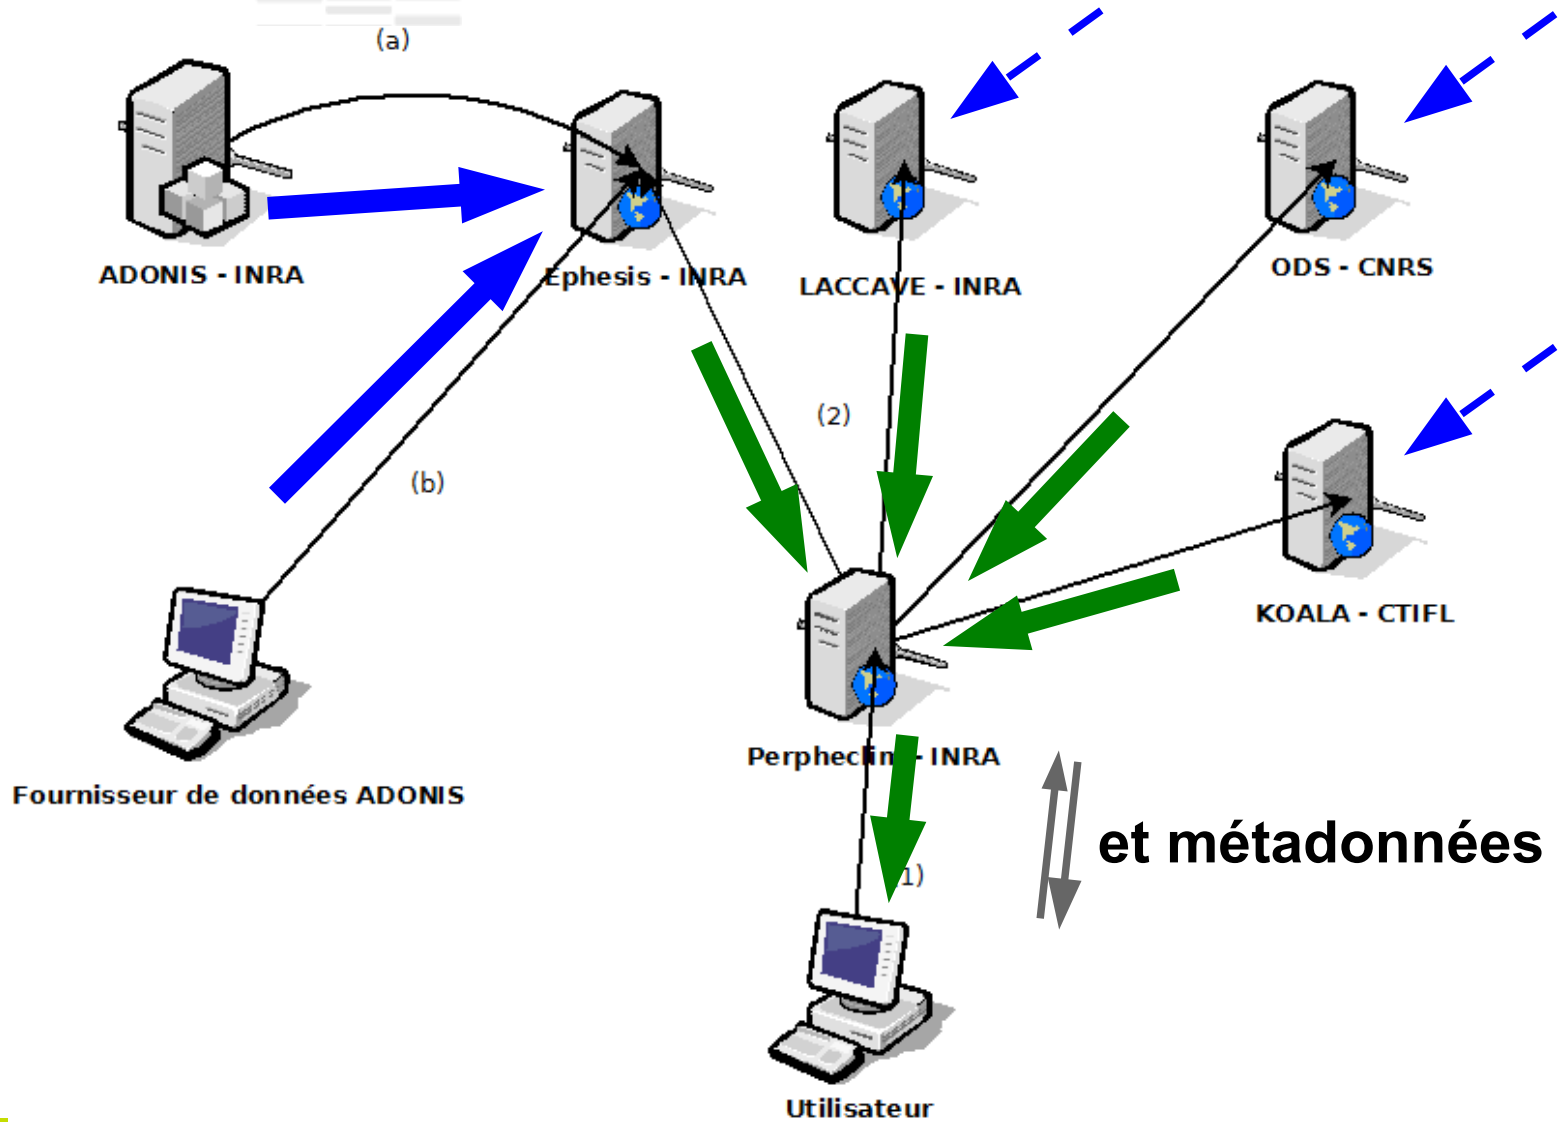 (a)
ADONIS - INRA
Ephesis - INRA
LACCAVE - INRA
ODS - CNRS
(2)
(b)
KOALA - CTIFL
Perpheclim - INRA
Fournisseur de données ADONIS
et métadonnées
(1)
Utilisateur